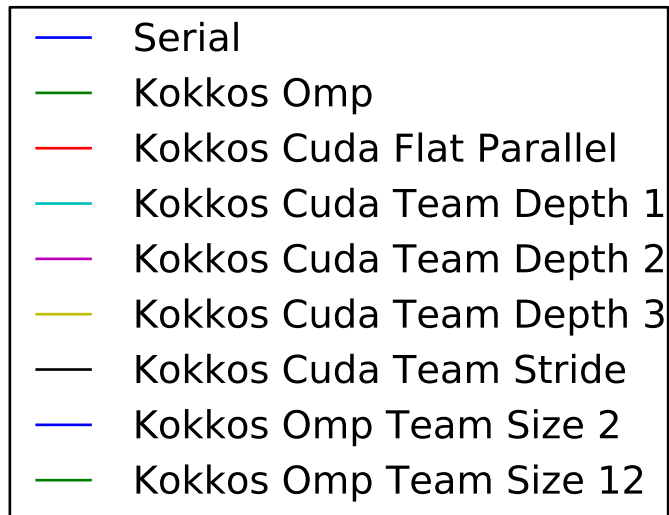 Serial
Kokkos Omp
Kokkos Cuda Flat Parallel
Kokkos Cuda Team Depth 1
Kokkos Cuda Team Depth 2
Kokkos Cuda Team Depth 3
Kokkos Cuda Team Stride
Kokkos Omp Team Size 2
Kokkos Omp Team Size 12